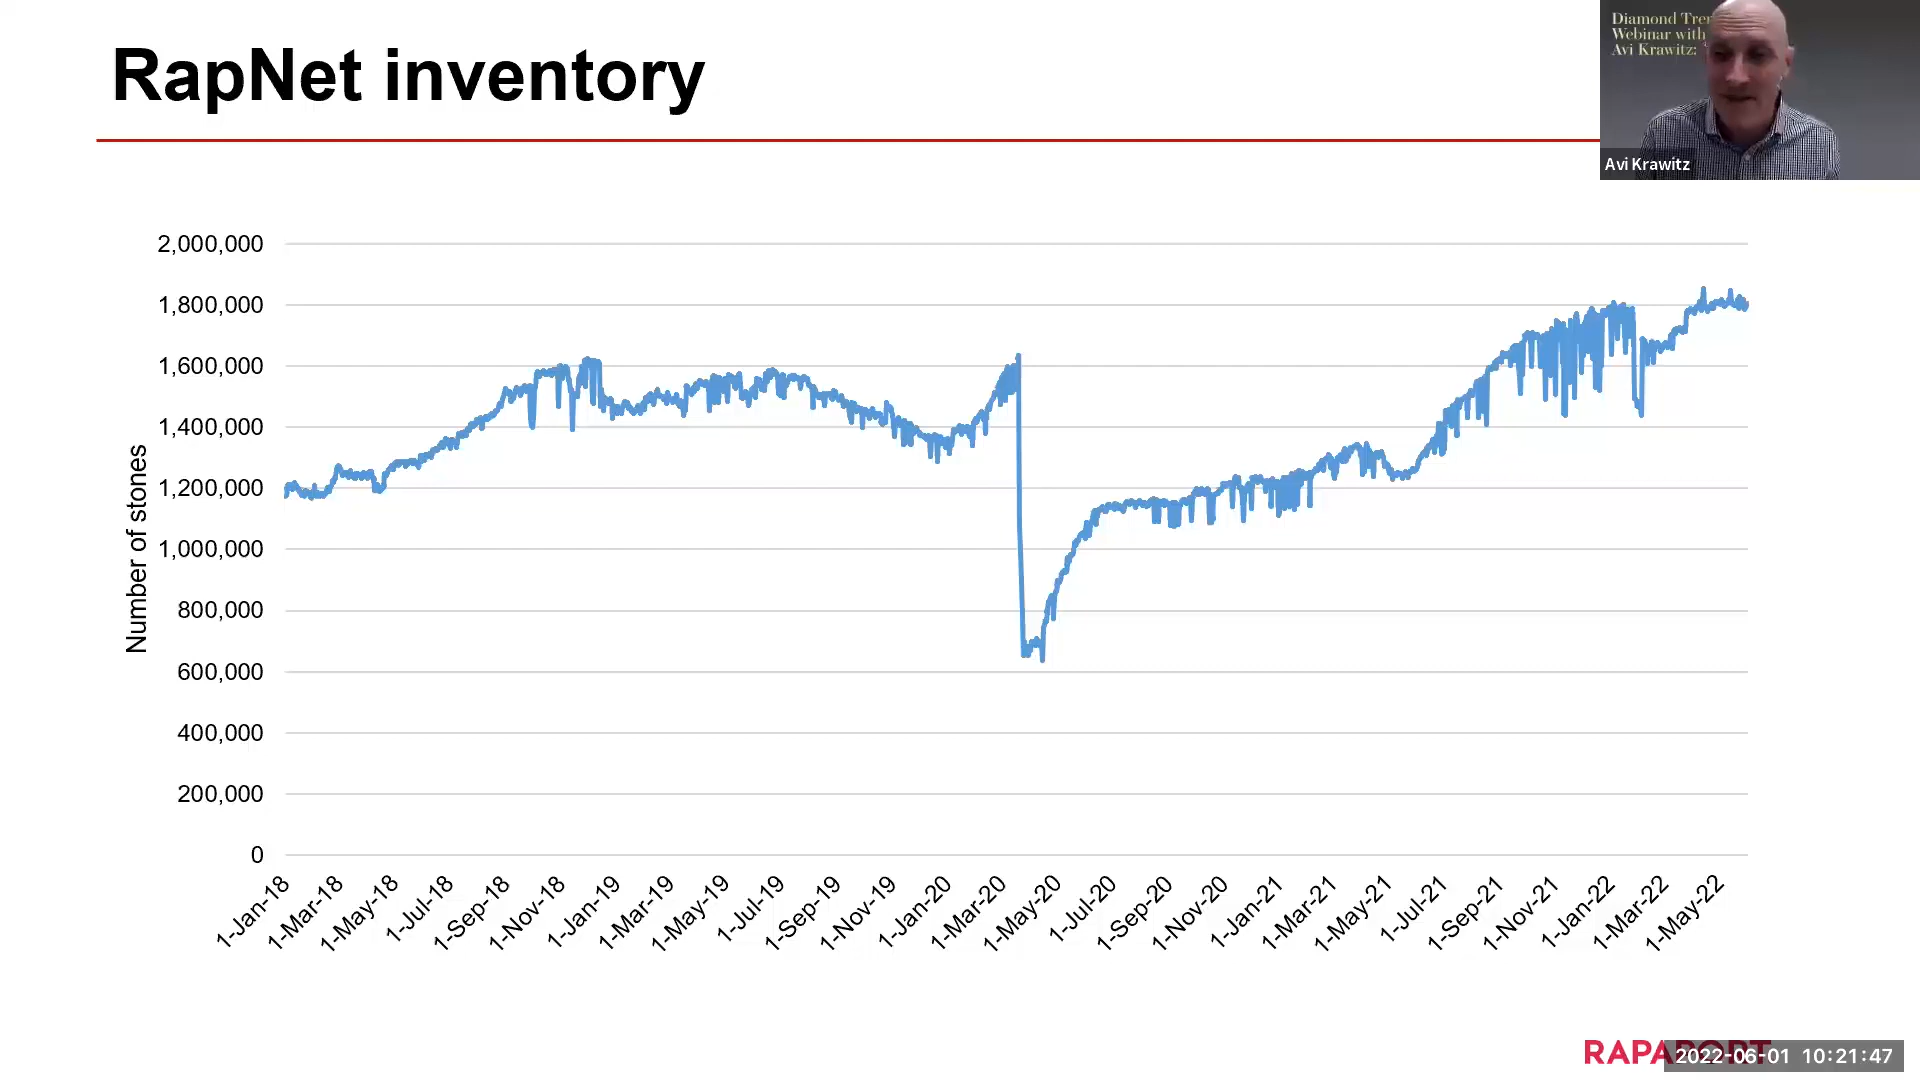 RapNet inventory
Diamond
Webinar with
Avi Krawitz:
Avi Krawitz
2,000,000
1,800,000
1,600,000
1,400,000
1,200,000
1,000,000
800,000
600,000
400,000
200,000
0
Number of stones
1-Jan-18
1-Mar-18
1-May-18
1-Jul-18
1-Sep-18
1-Nov-18
1-Jan-19
1-Mar-19
1-May-19
1-Jul-19
1-Sep-19
1-Nov-19
1-Jan-20
1-Mar-20
1-May-20
1-Jul-20
1-Sep-20
1-Nov-20
1-Jan-21
1-Mar-21
1-May-21
1-Jul-21
1-Sep-21
1-Nov-21
1-Jan-22
1-Mar-22
1-May-22
RAPAPORT
2022-06-01 10:21:47